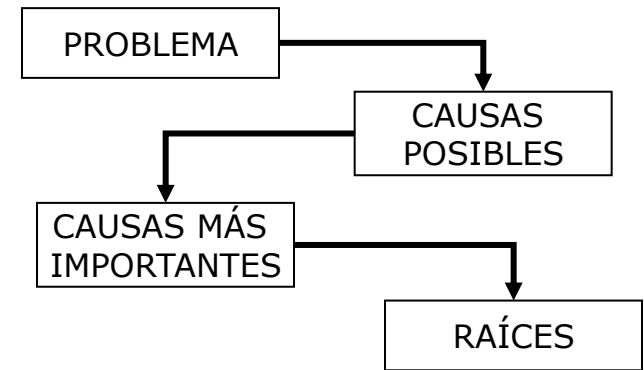 PROBLEMA
CAUSAS
POSIBLES
CAUSAS MÁS
IMPORTANTES
RAÍCES